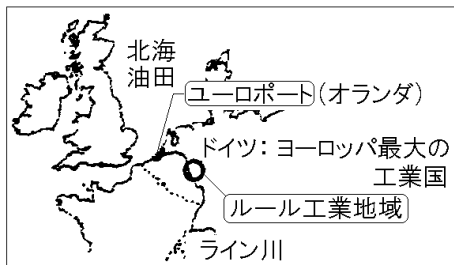 北海
油田
ユーロポート(オランダ)
ドイツ：ヨーロッパ最大の
工業国
ルール工業地域
ライン川